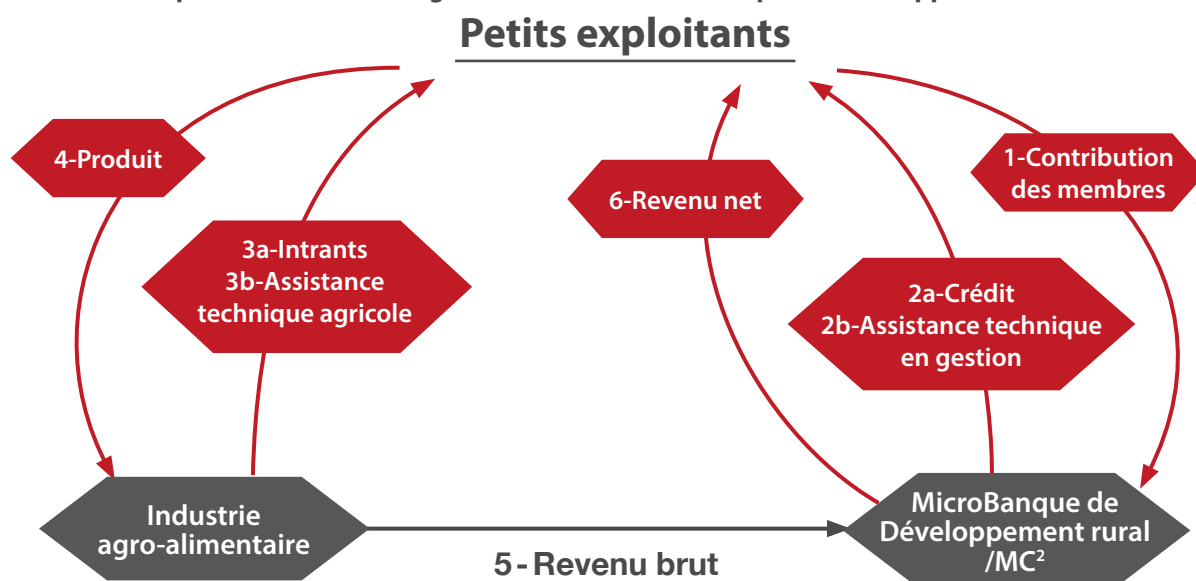 Petits exploitants
4-Produit
1-Contribution
des membres
6-Revenu net
3a-Intrants
3b-Assistance
technique agricole
2a-Crédit
2b-Assistance technique
en gestion
Industrie
agro-alimentaire
MicroBanque de
Développement rural
/MC²
5-Revenu brut